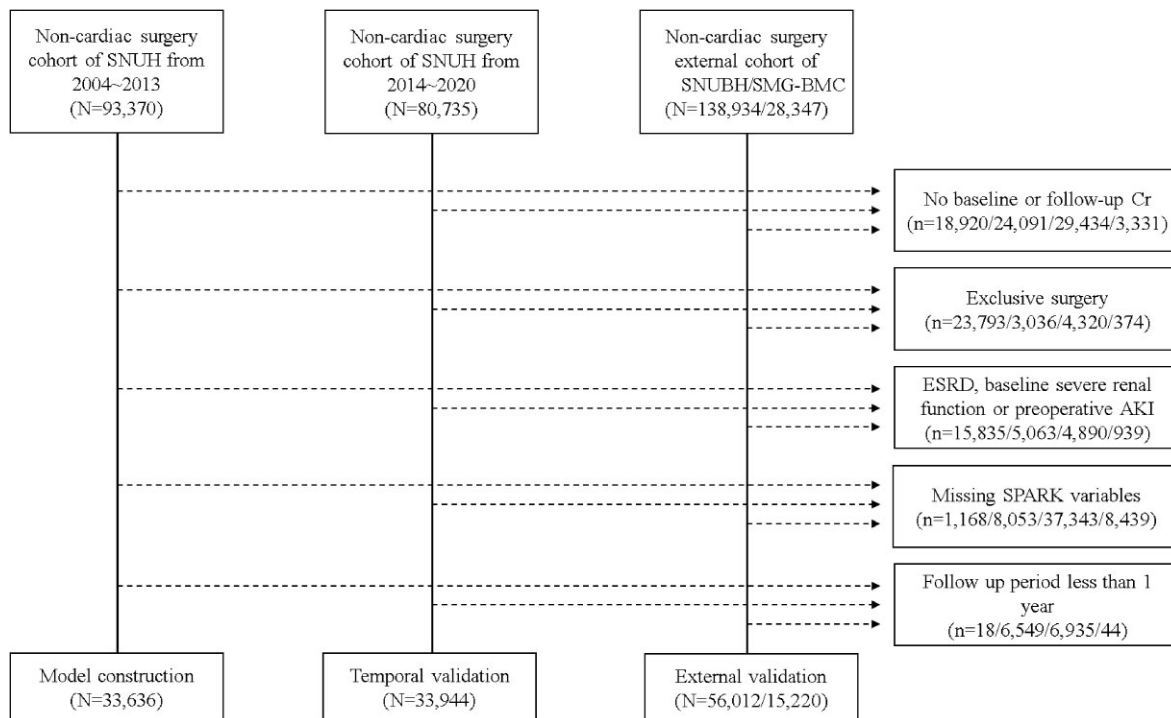 Non-cardiac surgery
cohort of SNUH from
2004~2013
(N=93,370)
Non-cardiac surgery
cohort of SNUH from
2014~2020
(N=80,735)
Non-cardiac surgery
external cohort of
SNUBH/SMG-BMC
(N=138,934/28,347)
No baseline or follow-up Cr
(n=18,920/24,091/29,434/3,331)
Exclusive surgery
(n=23,793/3,036/4,320/374)
ESRD, baseline severe renal
function or preoperative AKI
(n=15,835/5,063/4,890/939)
Missing SPARK variables
(n=1,168/8,053/37,343/8,439)
Follow up period less than 1
year
(n=18/6,549/6,935/44)
Model construction
(N=33,636)
Temporal validation
(N=33,944)
External validation
(N=56,012/15,220)